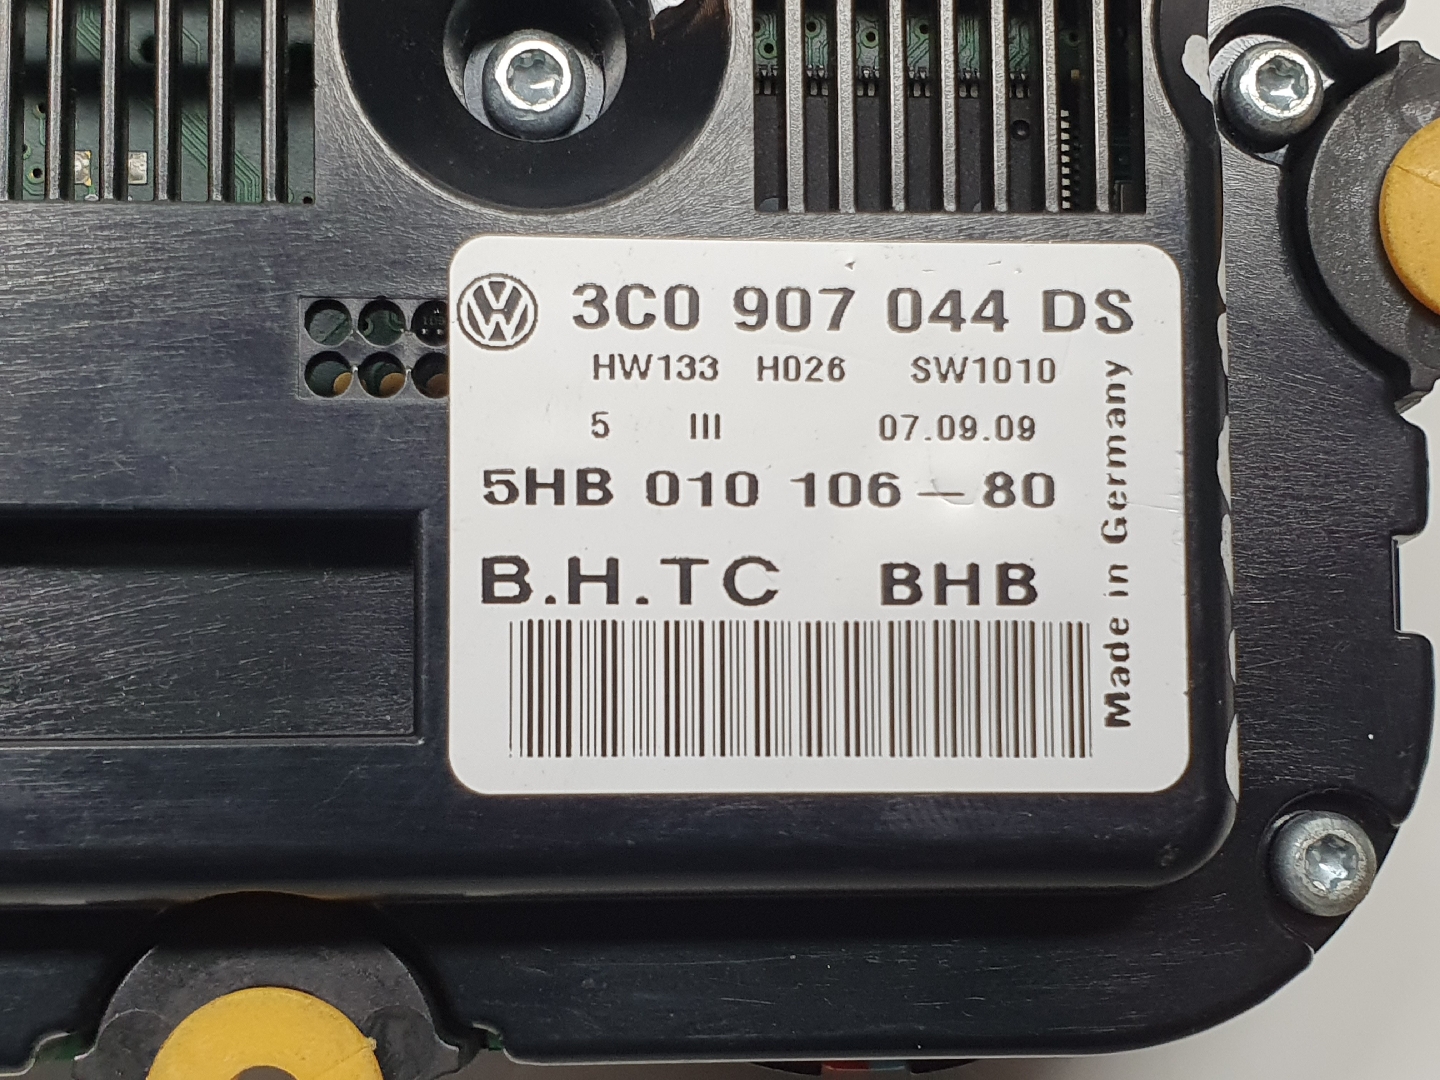 3C0 907 044 DS
HW133 H026 SW1010
5 III 07.09.09
5HB 010 106-80
B.H.TC BHB
Made in Germany